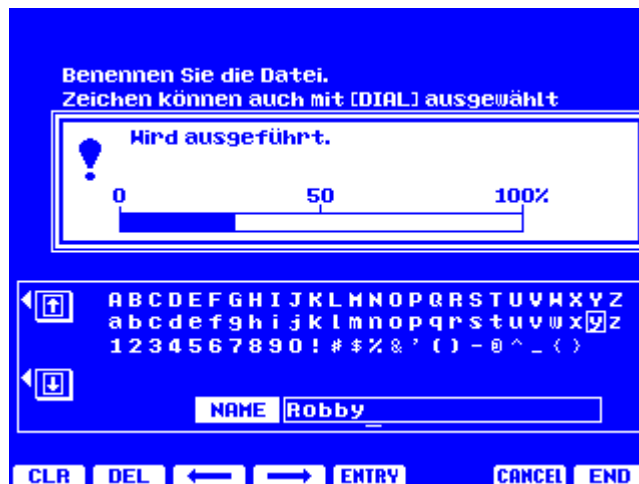 Benennen Sie die Datei.
Zeichen können auch mit [DIAL] ausgewählt
! Wird ausgeführt.
0 50 100%
A B C D E F G H I J K L M N O P Q R S T U V W X Y Z
a b c d e f g h i j k l m n o p q r s t u v w x y z
1 2 3 4 5 6 7 8 9 0 ! # $ % & ' ( ) - @ ^ _ { }
NAME Robby_
CLR DEL ← → ENTRY CANCEL END